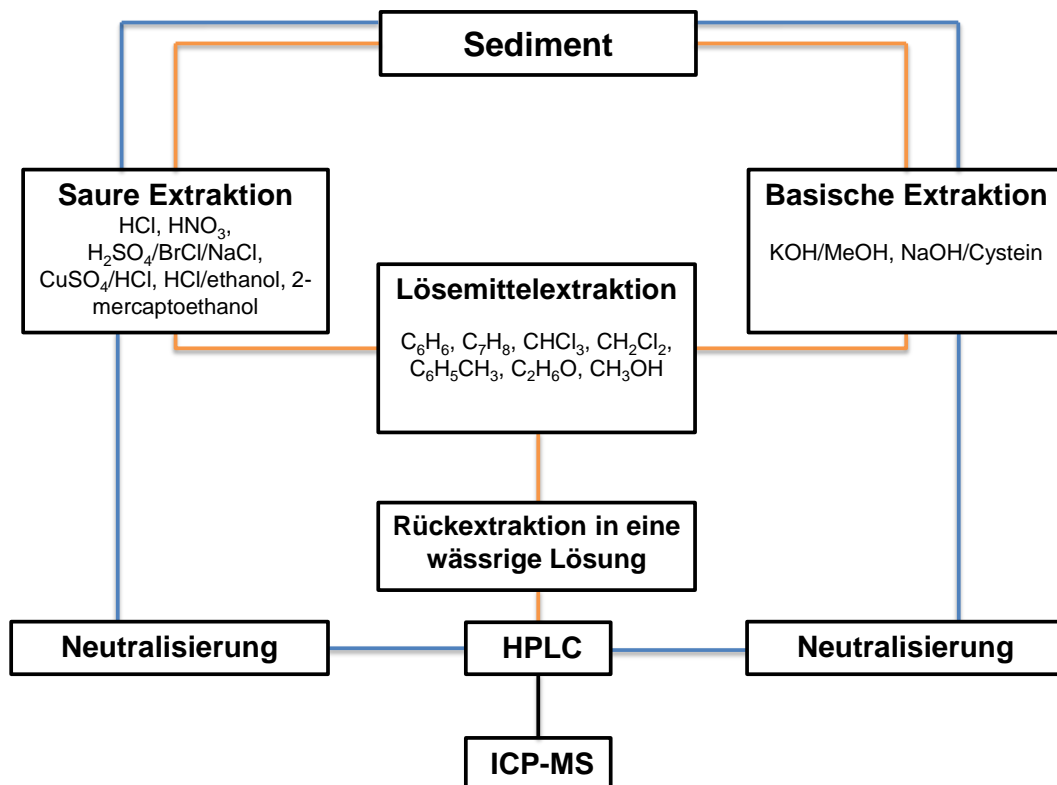 Sediment
Saure Extraktion
HCl, HNO₃,
H₂SO₄/BrCl/NaCl,
CuSO₄/HCl, HCl/ethanol, 2-
mercaptoethanol
Basische Extraktion
KOH/MeOH, NaOH/Cystein
Lösemittelextraktion
C₆H₆, C₇H₈, CHCl₃, CH₂Cl₂,
C₆H₅CH₃, C₂H₆O, CH₃OH
Rückextraktion in eine
wässrige Lösung
Neutralisierung
HPLC
Neutralisierung
ICP-MS